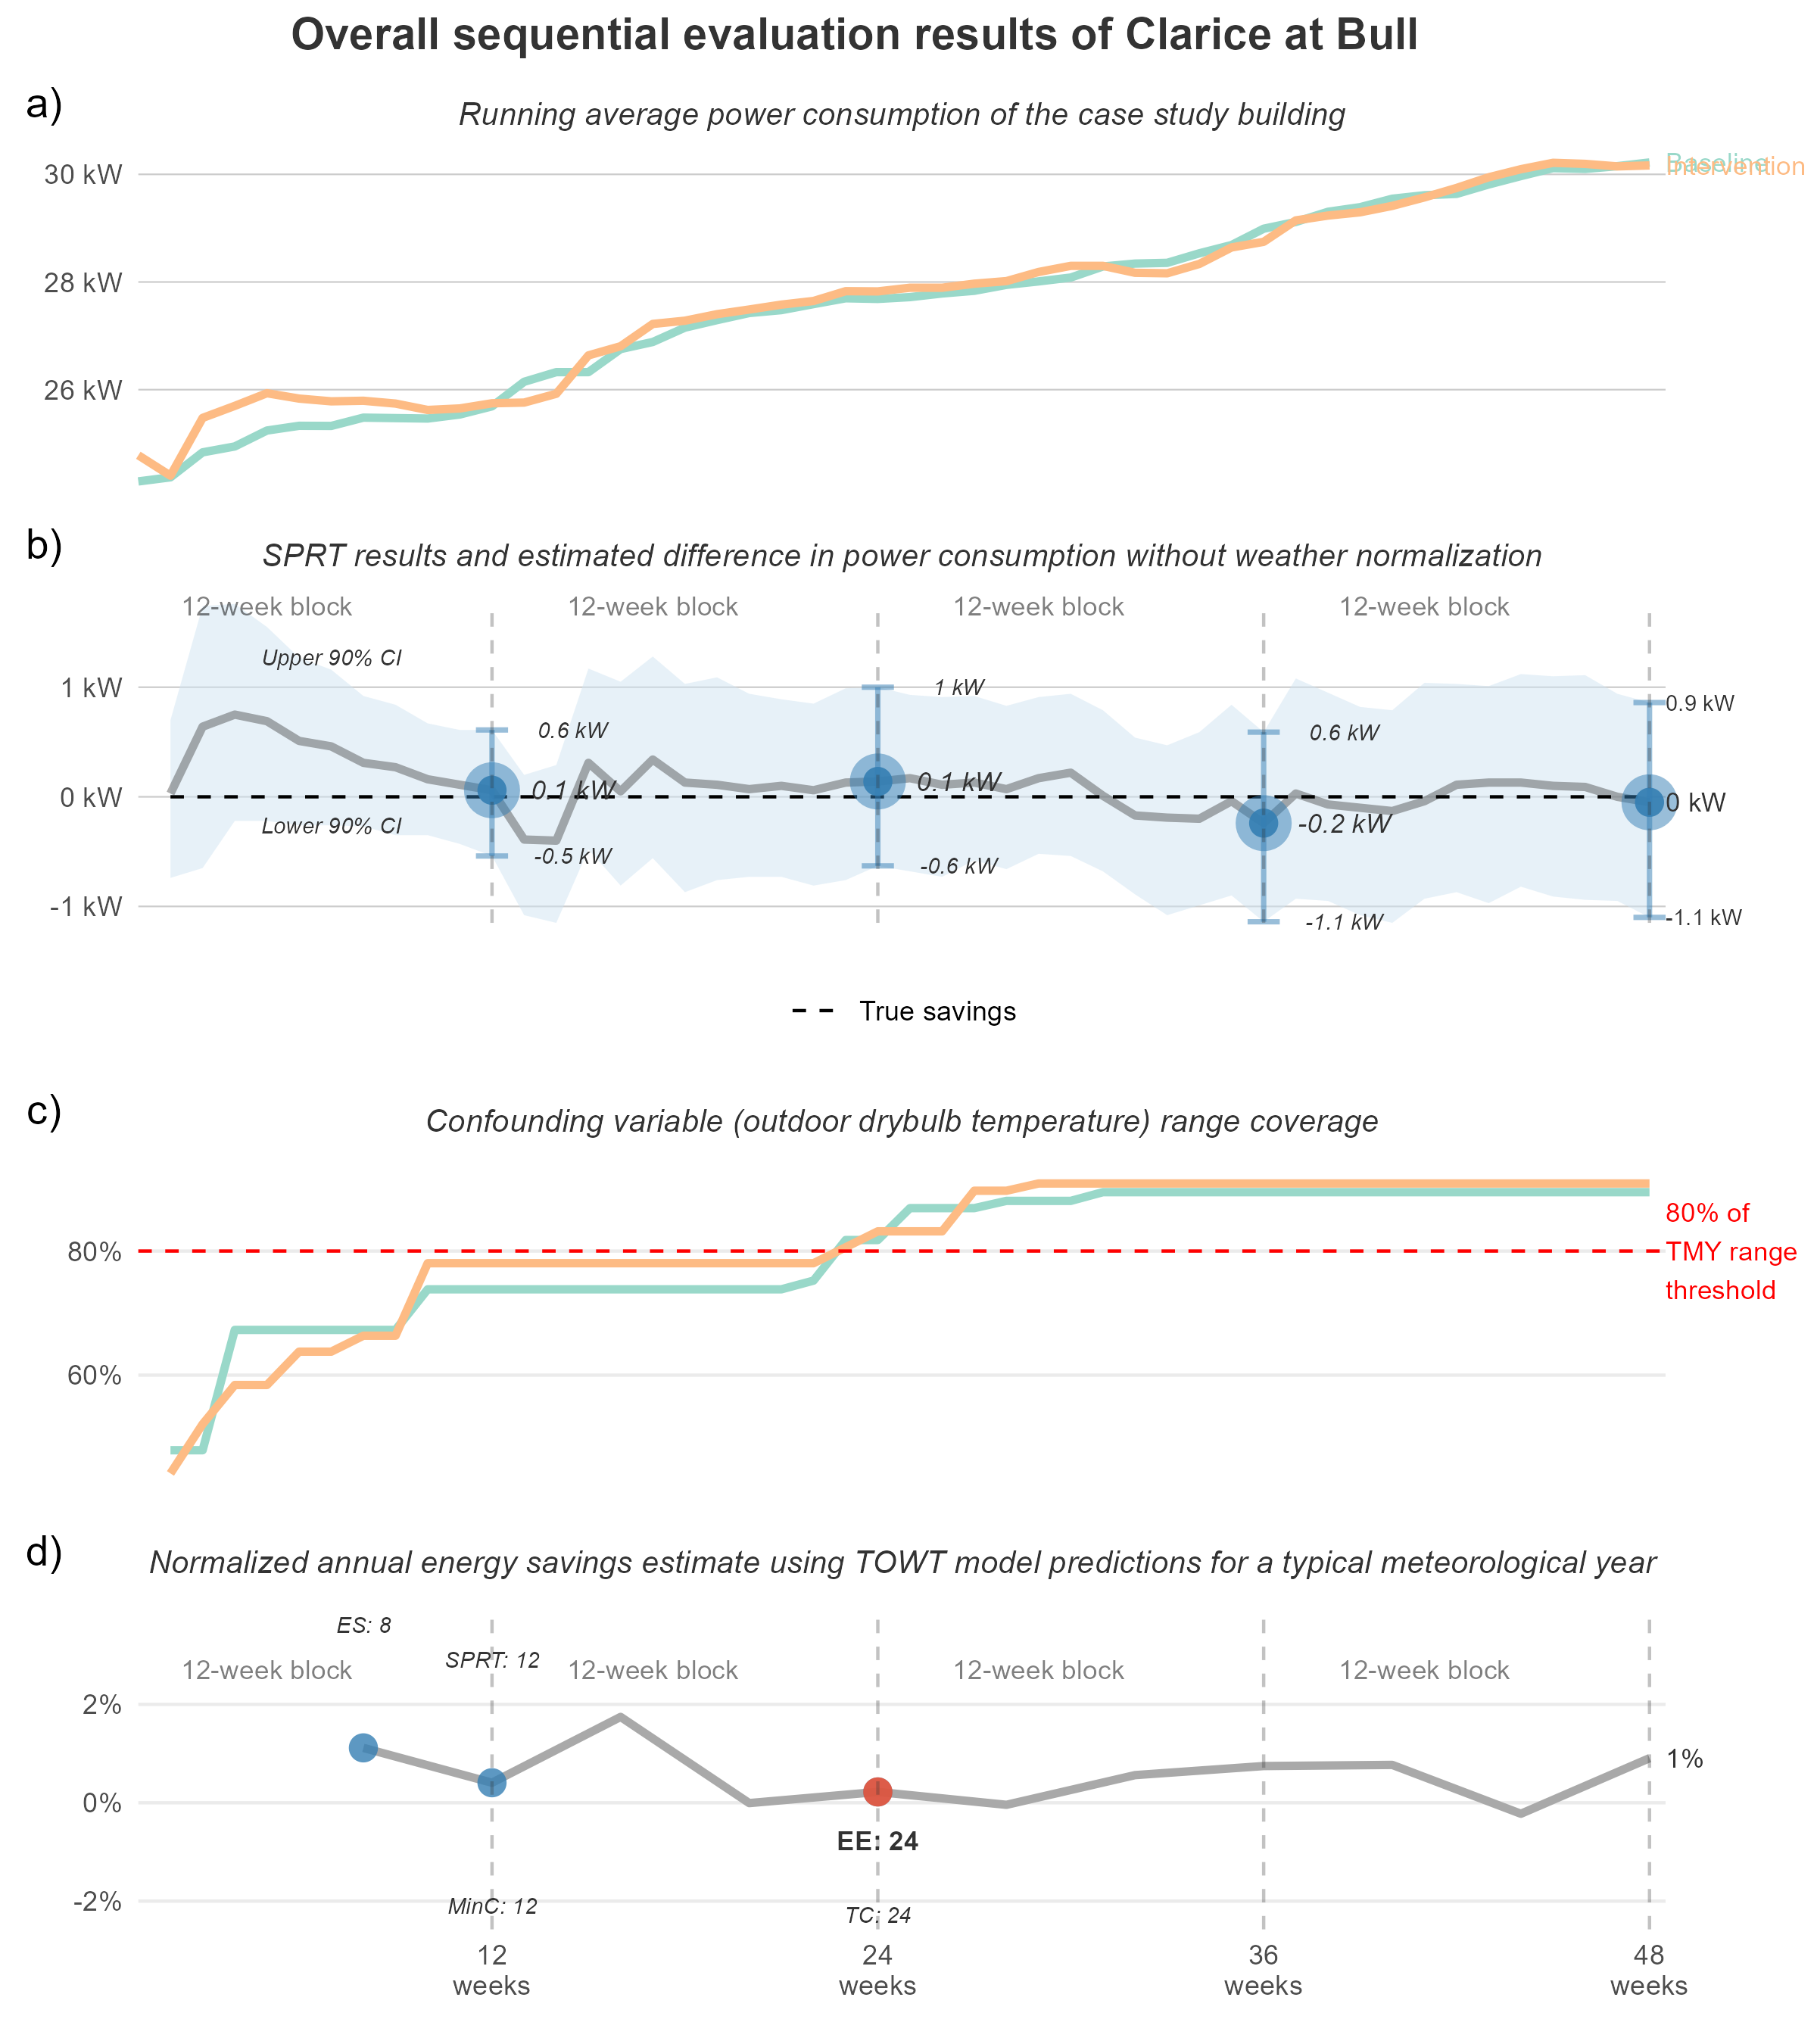 Overall sequential evaluation results of Clarice at Bull
a)
Running average power consumption of the case study building
30 kW
28 kW
26 kW
Baseline
Intervention
b)
SPRT results and estimated difference in power consumption without weather normalization
12-week block 12-week block 12-week block 12-week block
Upper 90% CI
1 kW
0 kW
-1 kW
Lower 90% CI
0.6 kW
0.1 kW
-0.5 kW
1 kW
0.1 kW
-0.6 kW
0.6 kW
-0.2 kW
-1.1 kW
0.9 kW
0 kW
-1.1 kW
True savings
c)
Confounding variable (outdoor drybulb temperature) range coverage
80%
60%
80% of
TMY range
threshold
d)
Normalized annual energy savings estimate using TOWT model predictions for a typical meteorological year
ES: 8
SPRT: 12
12-week block 12-week block 12-week block 12-week block
2%
0%
-2%
1%
EE: 24
MinC: 12
TC: 24
12
weeks
24
weeks
36
weeks
48
weeks